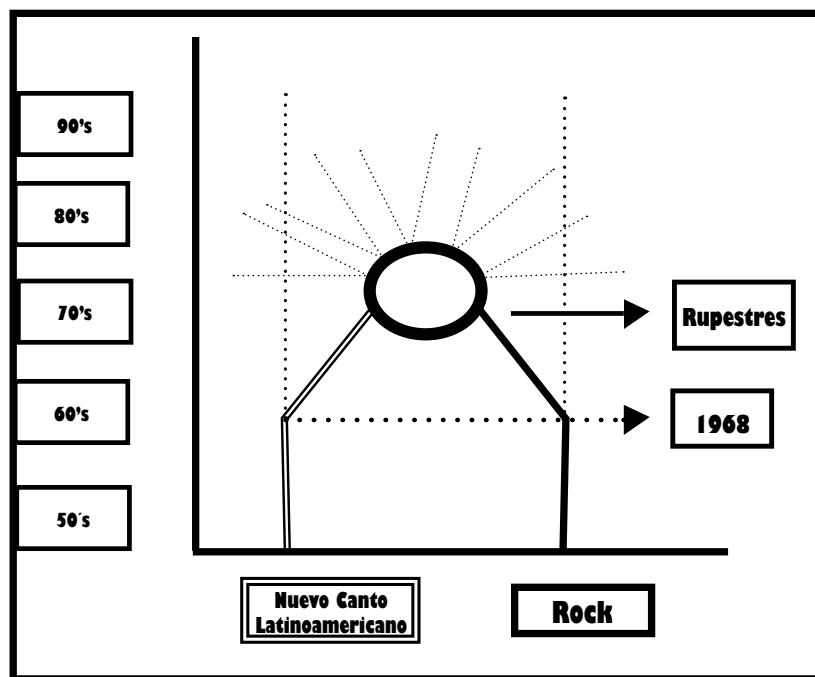 90's
80's
70's
Rupestres
60's
1968
50´s
Nuevo Canto
Latinoamericano
Rock